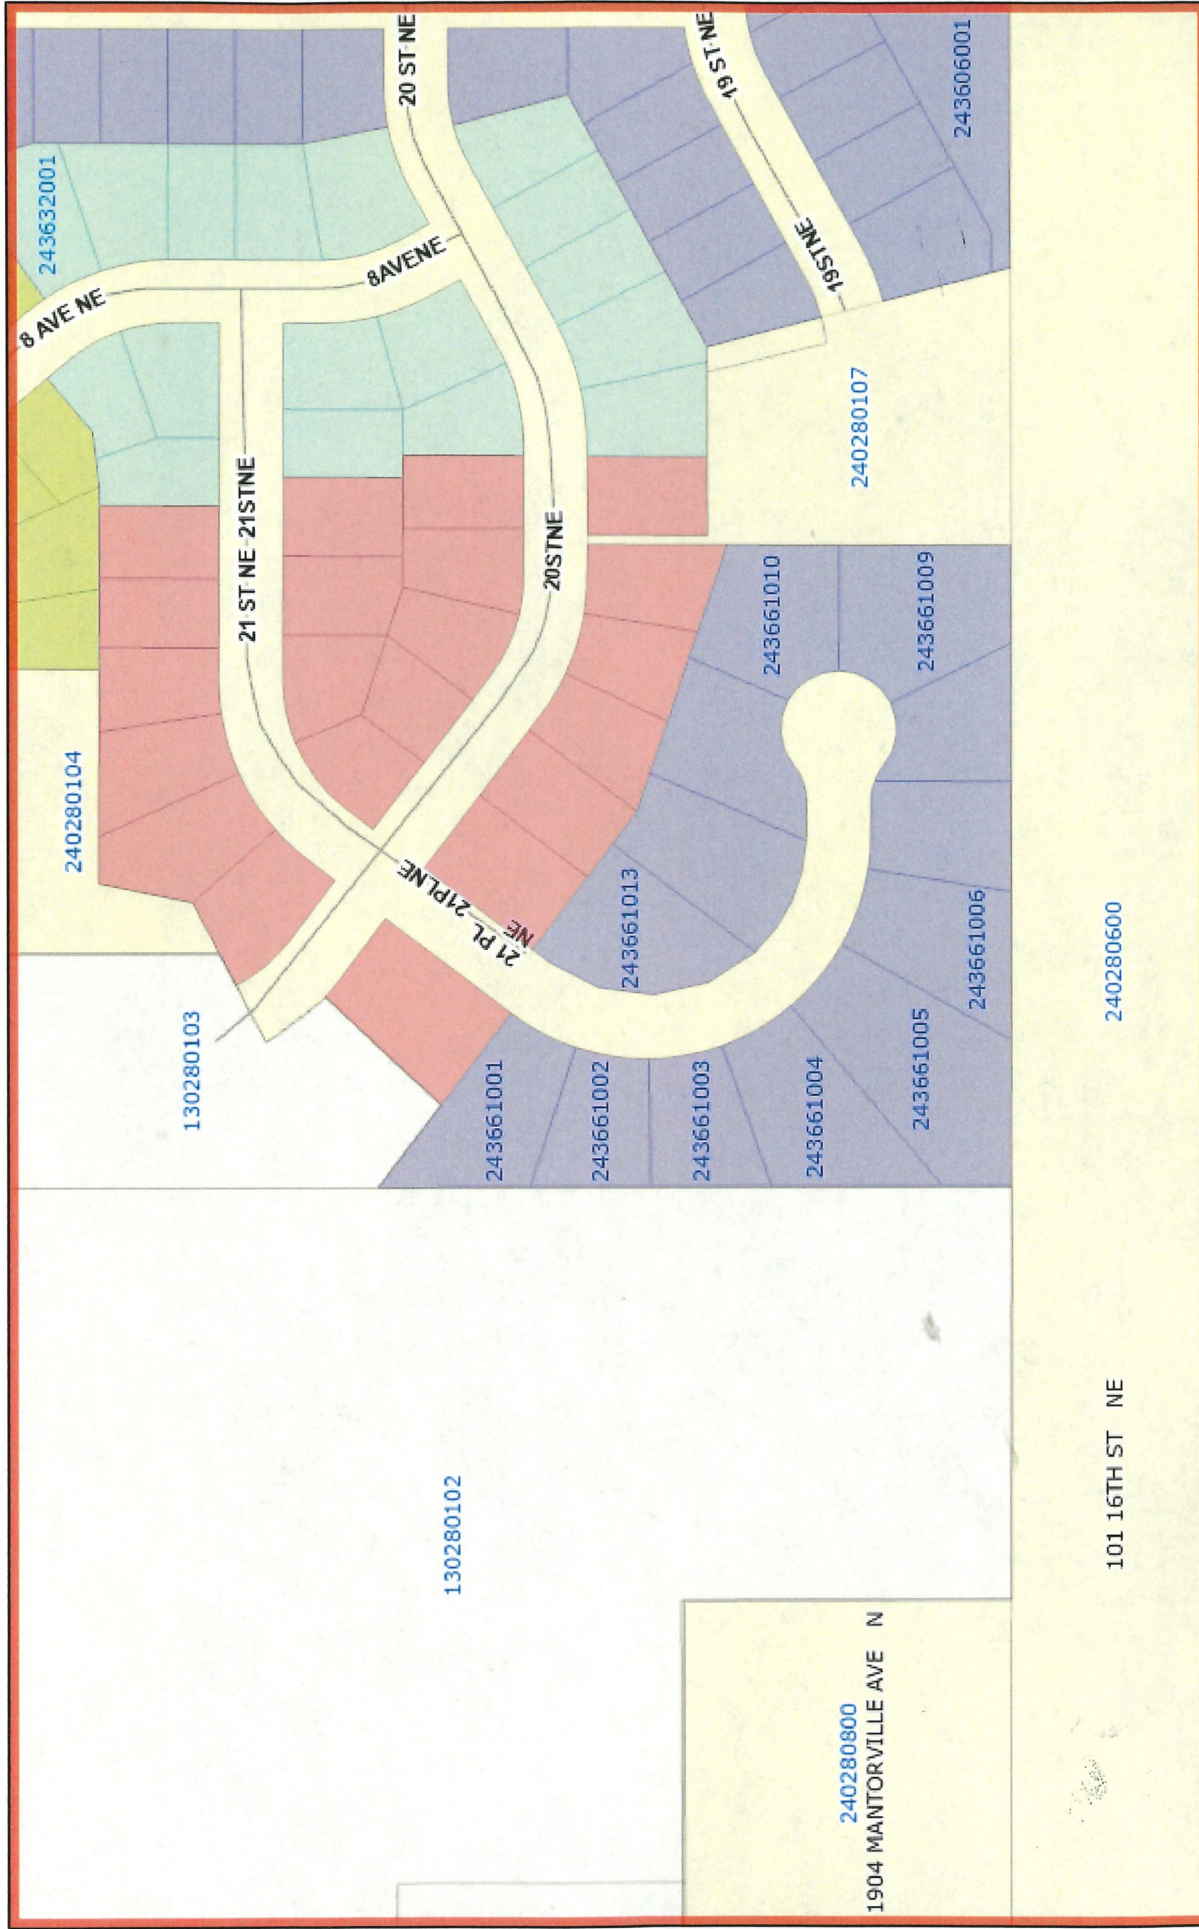 243632001
8 AVE NE
240280104
130280103
21 ST NE 21STNE
8AVENE
20 ST NE
21PLNE
21 PL
NE
130280102
243661001
20STNE
243661002
243661013
243661003
19 ST NE
243661010
243661004
19STNE
240280107
240280800
1904 MANTORVILLE AVE N
243661005
243661009
243606001
243661006
240280600
101 16TH ST NE